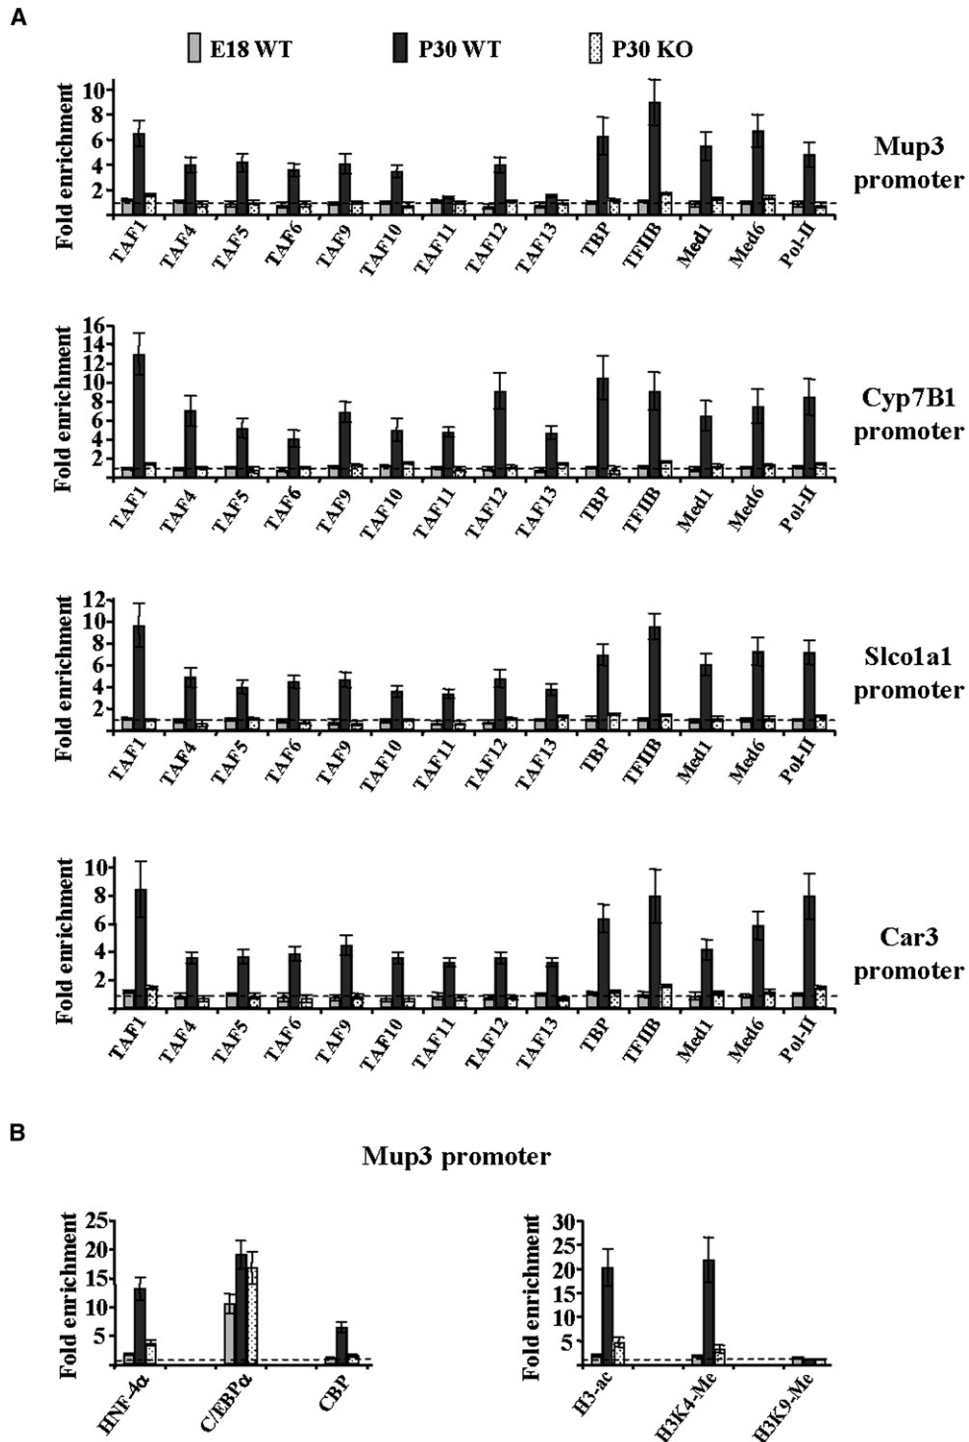 A
E18 WT P30 WT P30 KO
Fold enrichment
10
8
6
4
2
TAF1 TAF4 TAF5 TAF6 TAF9 TAF10 TAF11 TAF12 TAF13 TBP TFIIB Med1 Med6 Pol-II
Mup3
promoter
Fold enrichment
16
14
12
10
8
6
4
2
TAF1 TAF4 TAF5 TAF6 TAF9 TAF10 TAF11 TAF12 TAF13 TBP TFIIB Med1 Med6 Pol-II
Cyp7B1
promoter
Fold enrichment
12
10
8
6
4
2
TAF1 TAF4 TAF5 TAF6 TAF9 TAF10 TAF11 TAF12 TAF13 TBP TFIIB Med1 Med6 Pol-II
Slco1a1
promoter
Fold enrichment
10
8
6
4
2
TAF1 TAF4 TAF5 TAF6 TAF9 TAF10 TAF11 TAF12 TAF13 TBP TFIIB Med1 Med6 Pol-II
Car3
promoter
B
Mup3 promoter
Fold enrichment
25
20
15
10
5
HNF-4α C/EBPα CBP
Fold enrichment
30
25
20
15
10
5
H3-ac H3K4-Me H3K9-Me